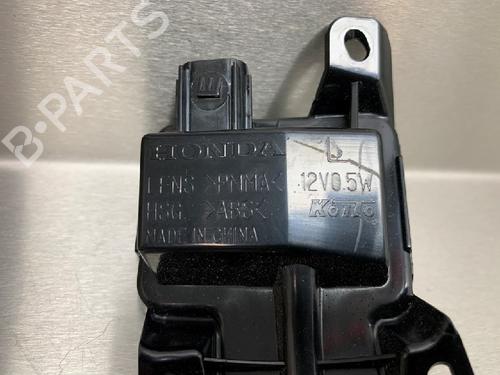 B-PARTS
HONDA L
LENS >PMMA< 12V0.5W
HSG. >ABS< KOITO
MADE IN CHINA